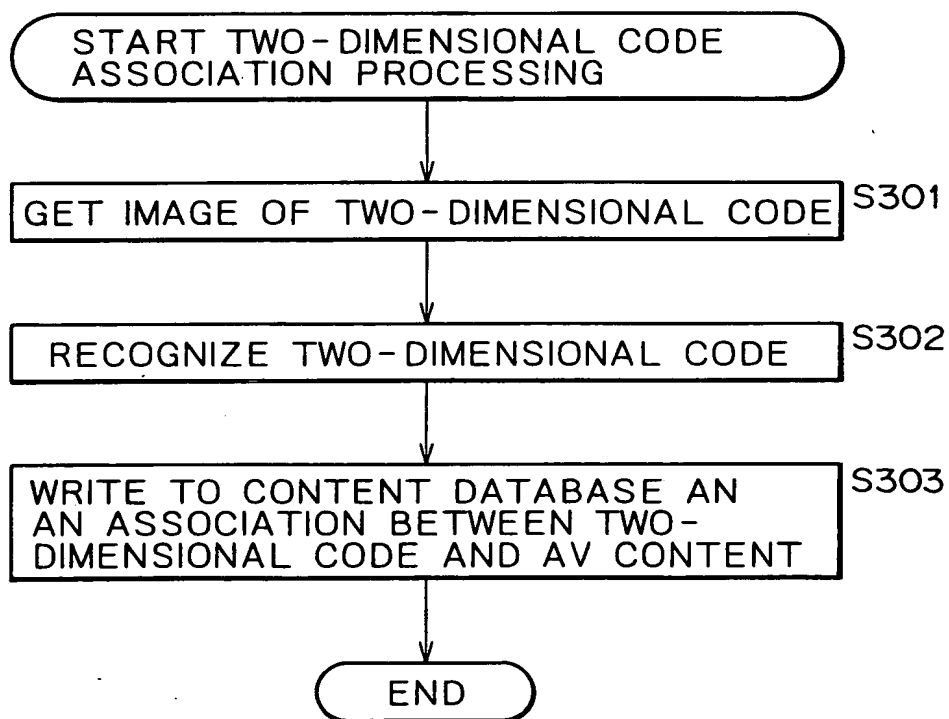 START TWO-DIMENSIONAL CODE
ASSOCIATION PROCESSING
GET IMAGE OF TWO-DIMENSIONAL CODE
S301
RECOGNIZE TWO-DIMENSIONAL CODE
S302
WRITE TO CONTENT DATABASE AN
AN ASSOCIATION BETWEEN TWO-
DIMENSIONAL CODE AND AV CONTENT
S303
END